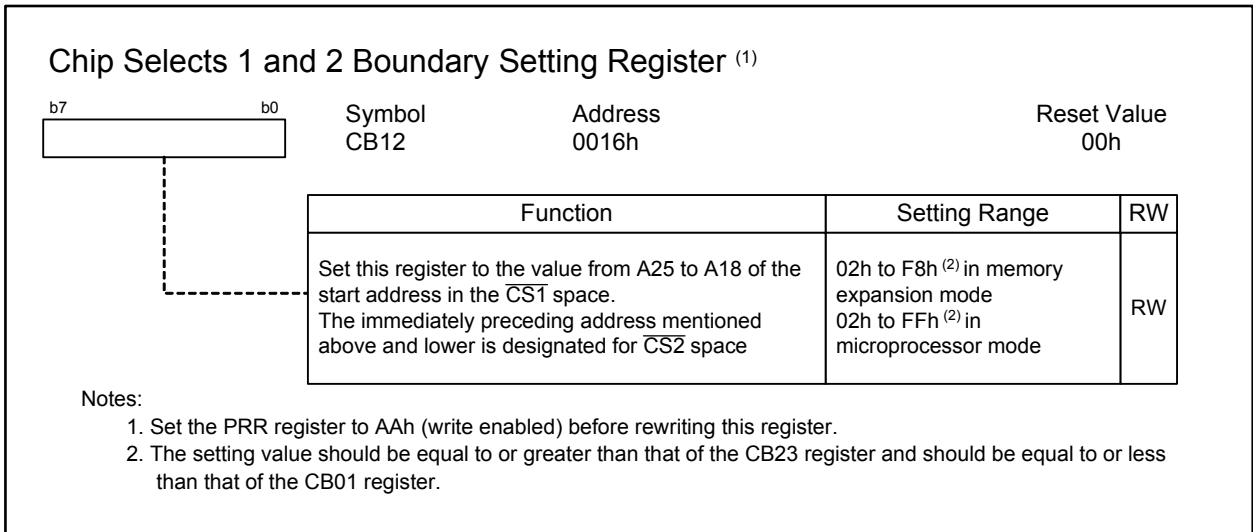 Chip Selects 1 and 2 Boundary Setting Register (1)
b7 b0 Symbol Address Reset Value
CB12 0016h 00h
Function Setting Range RW
Set this register to the value from A25 to A18 of the
start address in the CS1 space.
The immediately preceding address mentioned
above and lower is designated for CS2 space
02h to F8h (2) in memory
expansion mode
02h to FFh (2) in
microprocessor mode
RW
Notes:
1. Set the PRR register to AAh (write enabled) before rewriting this register.
2. The setting value should be equal to or greater than that of the CB23 register and should be equal to or less
than that of the CB01 register.